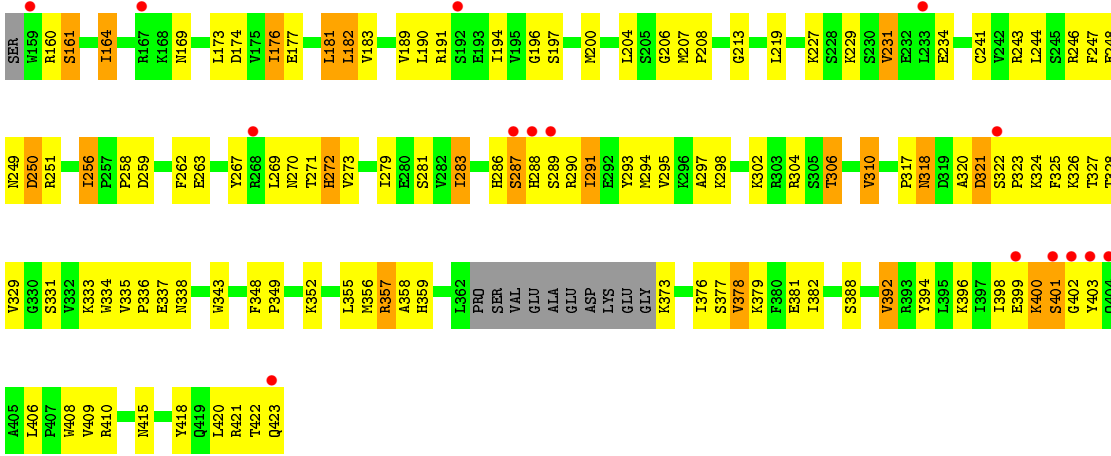 SER W159 R160 S161 I164 R167 K168 N169 L173 D174 V175 I176 E177 L181 L182 V183 V189 L190 R191 S192 E193 I194 V195 G196 S197 M200 L204 S205 G206 M207 P208 G213 L219 K227 S228 K229 S230 V231 E232 L233 E234 C241 V242 R243 L244 S245 R246 F247
N249 D250 R251 I256 P257 P258 D259 F262 E263 Y267 R268 L269 N270 T271 H272 V273 I279 E280 S281 V282 I283 H286 S287 H288 S289 R290 I291 E292 Y293 M294 V295 K296 A297 K298 K302 R303 R304 S305 T306 V310 P317 N318 D319 A320 D321 S322 P323 K324 F325 K326 T327
V329 G330 S331 V332 K333 W334 V335 P336 E337 N338 W343 F348 P349 K352 L355 M356 R357 A358 H359 L362 PRO SER VAL GLU ALA GLU ASP LYS GLU GLY K373 I376 S377 V378 K379 F380 E381 I382 S388 V392 R393 Y394 L395 K396 I397 I398 E399 K400 S401 G402 Y403
A405 L406 P407 W408 V409 R410 N415 Y418 Q419 L420 R421 T422 Q423